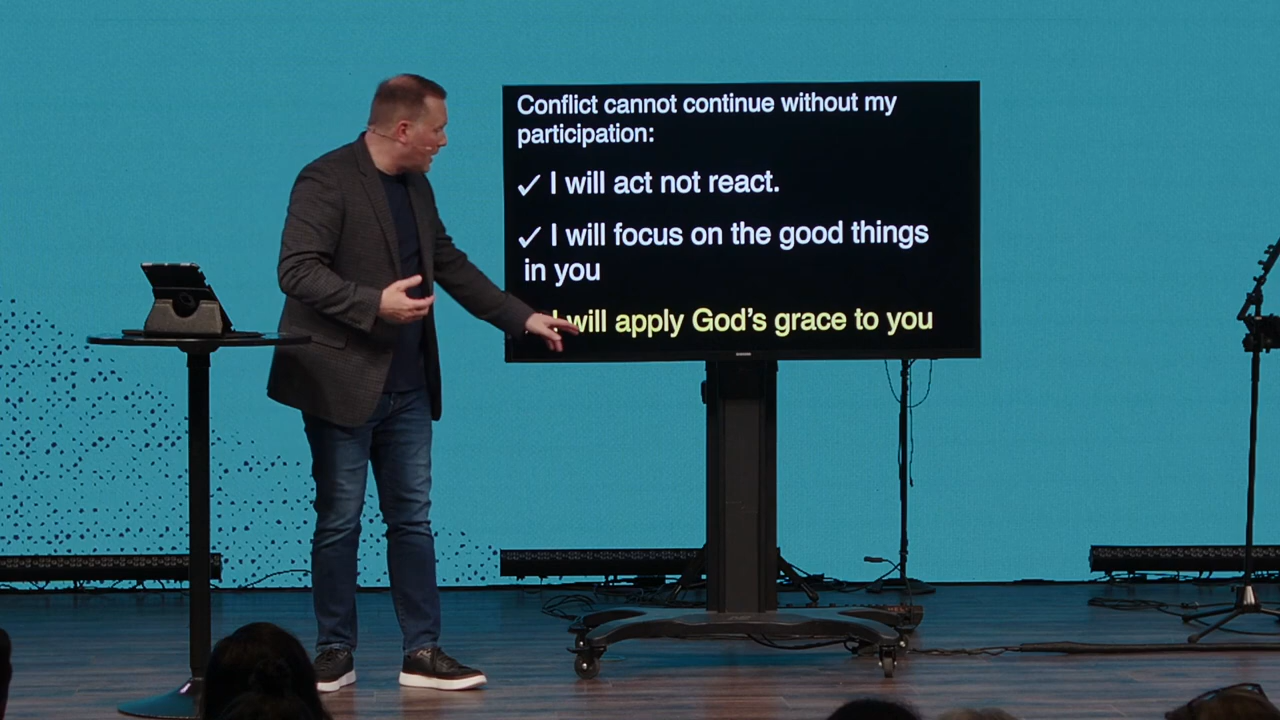 Conflict cannot continue without my
participation:
✓ I will act not react.
✓ I will focus on the good things
in you
I will apply God's grace to you